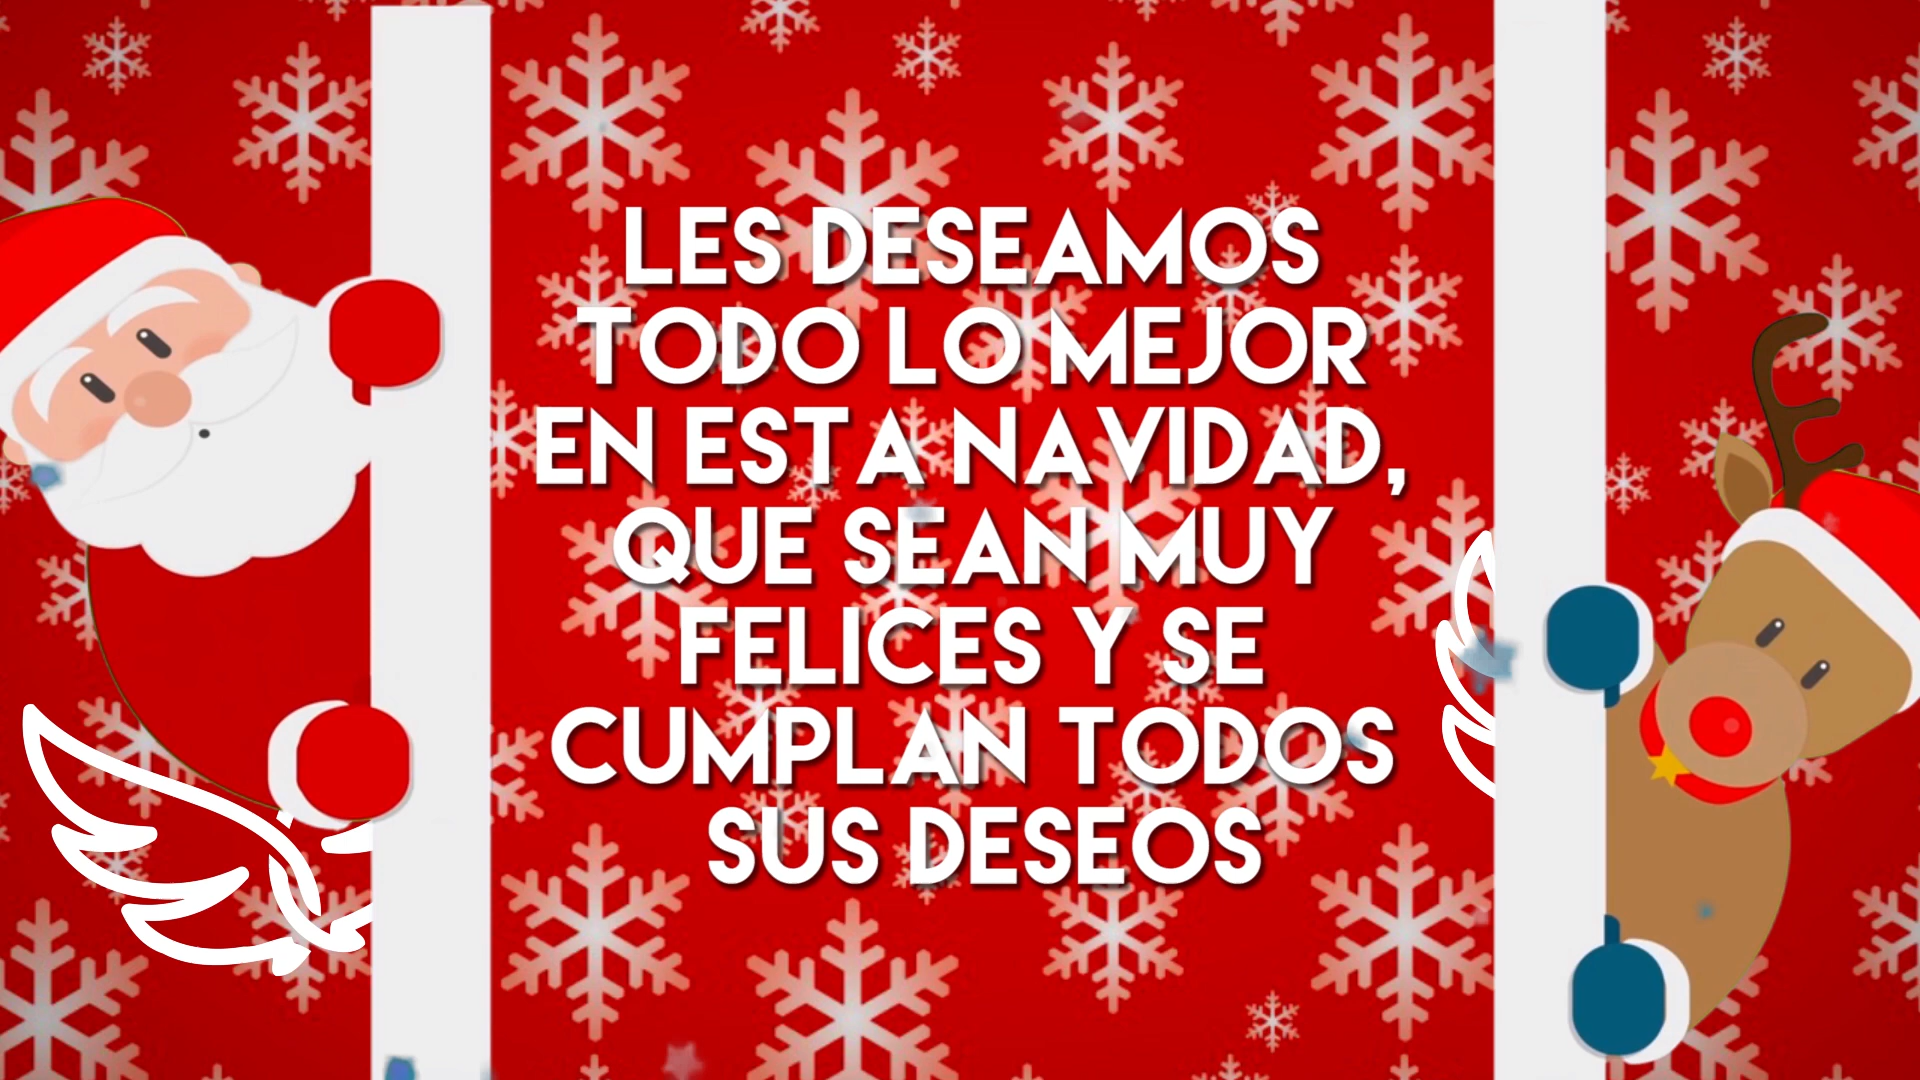 LES DESEAMOS
TODO LO MEJOR
EN ESTA NAVIDAD,
QUE SEAN MUY
FELICES Y SE
CUMPLAN TODOS
SUS DESEOS